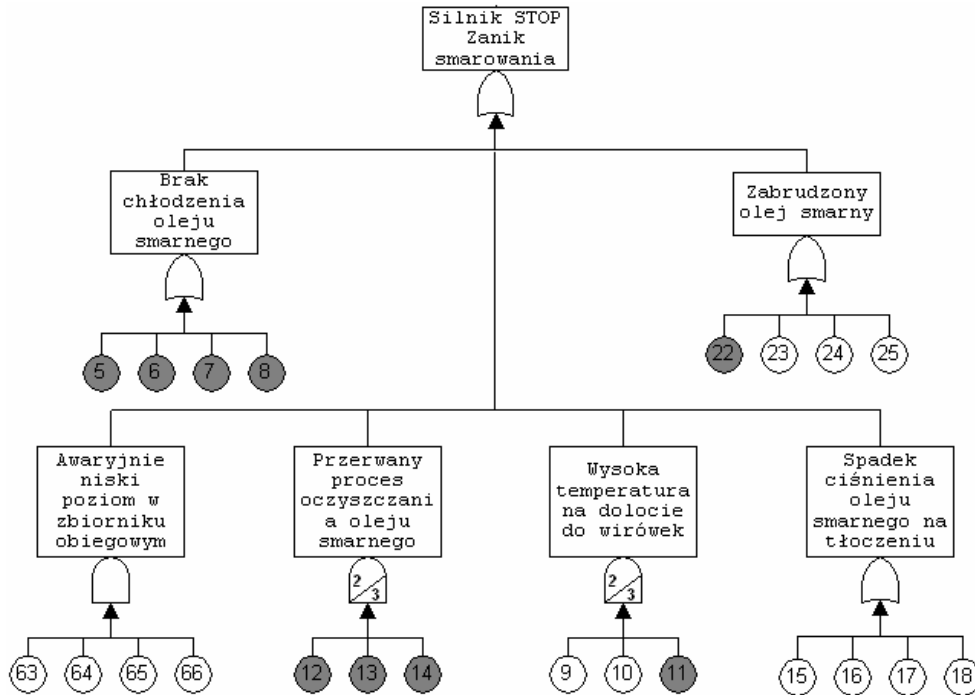 Silnik STOP
Zanik
smarowania
Brak
chłodzenia
oleju
smarnego
Zabrudzony
olej smarny
5 6 7 8
22 23 24 25
Awaryjnie
niski
poziom w
zbiorniku
obiegowym
Przerwany
proces
oczyszczani
a oleju
smarnego
Wysoka
temperatura
na dolocie
do wirówek
Spadek
ciśnienia
oleju
smarnego na
tłoczeniu
2
3
2
3
63 64 65 66
12 13 14
9 10 11
15 16 17 18